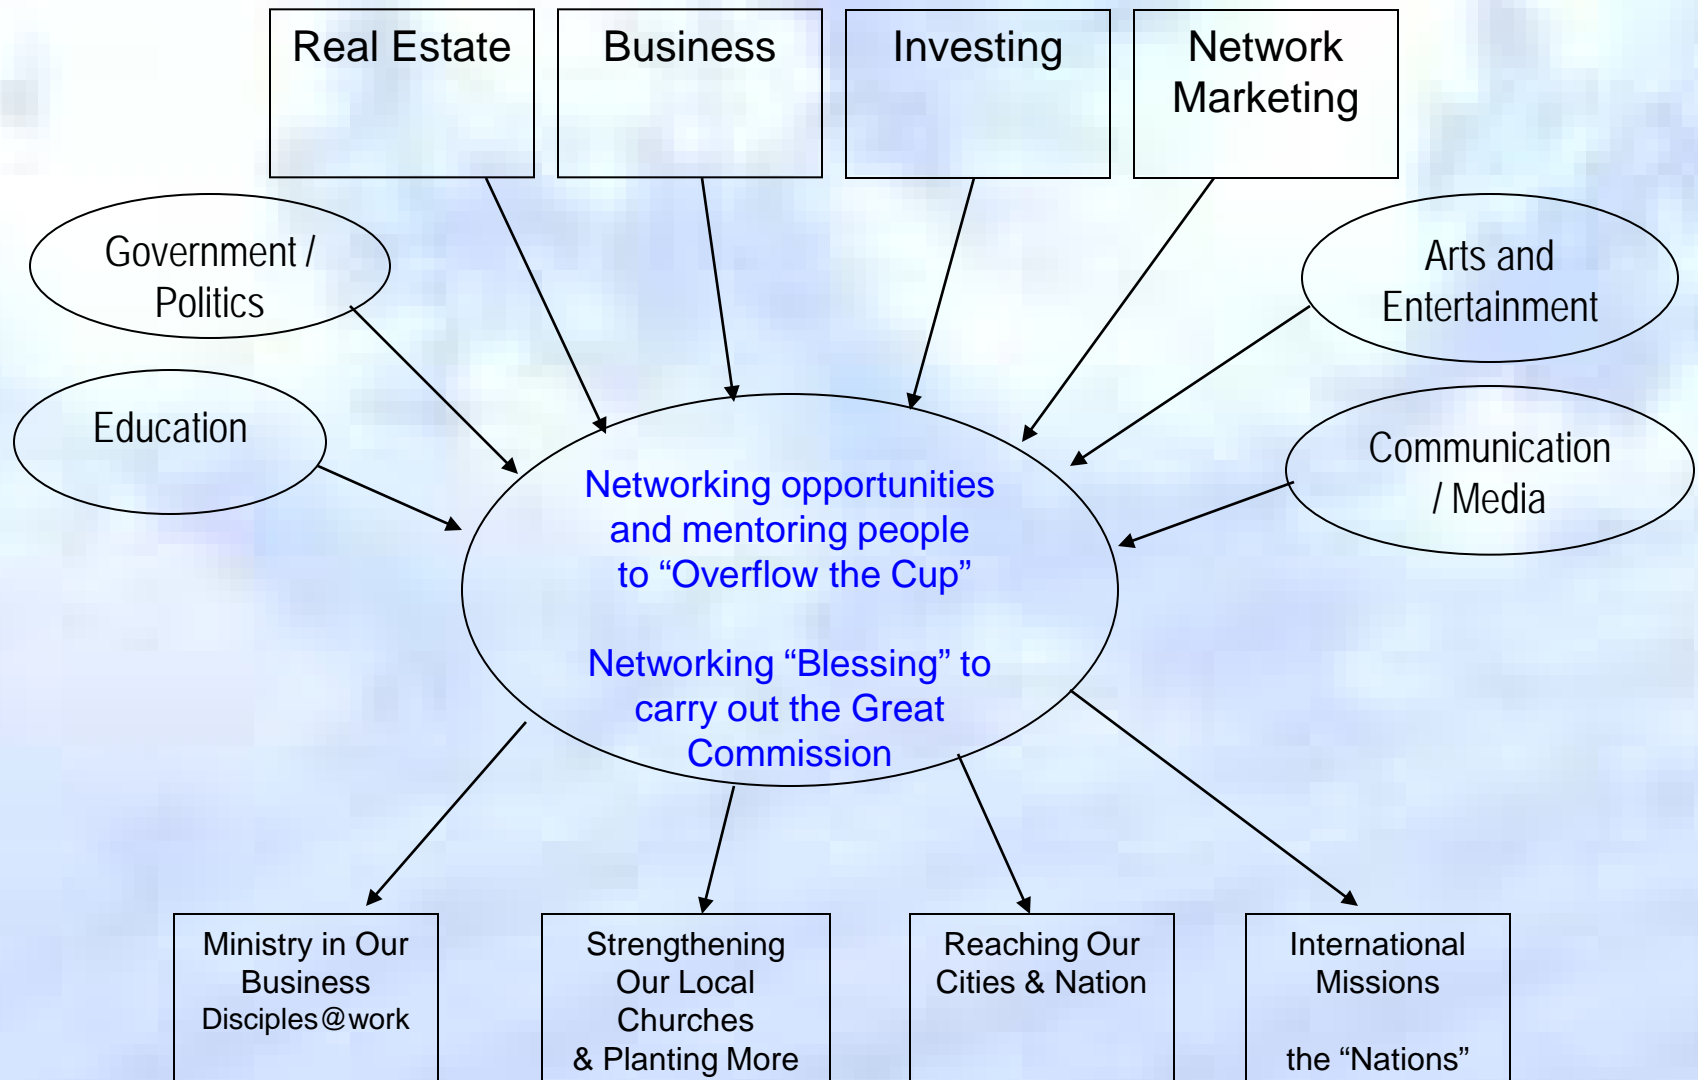 Real Estate
Business
Investing
Network
Marketing
Government /
Politics
Arts and
Entertainment
Education
Communication
/ Media
Networking opportunities
and mentoring people
to “Overflow the Cup”
Networking “Blessing” to
carry out the Great
Commission
Ministry in Our
Business
Disciples@work
Strengthening
Our Local
Churches
& Planting More
Reaching Our
Cities & Nation
International
Missions
the “Nations”